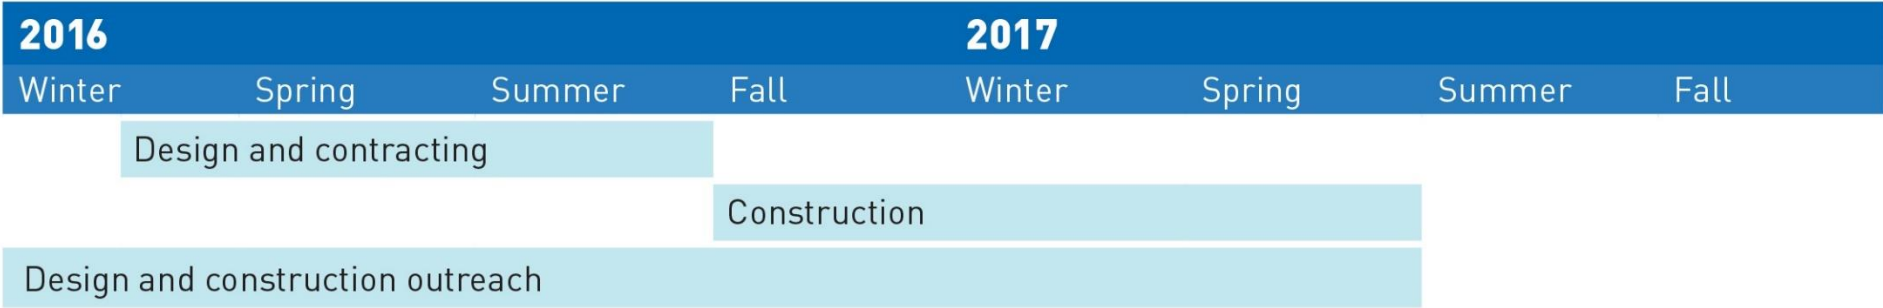 2016 2017
Winter Spring Summer Fall Winter Spring Summer Fall
Design and contracting
Construction
Design and construction outreach